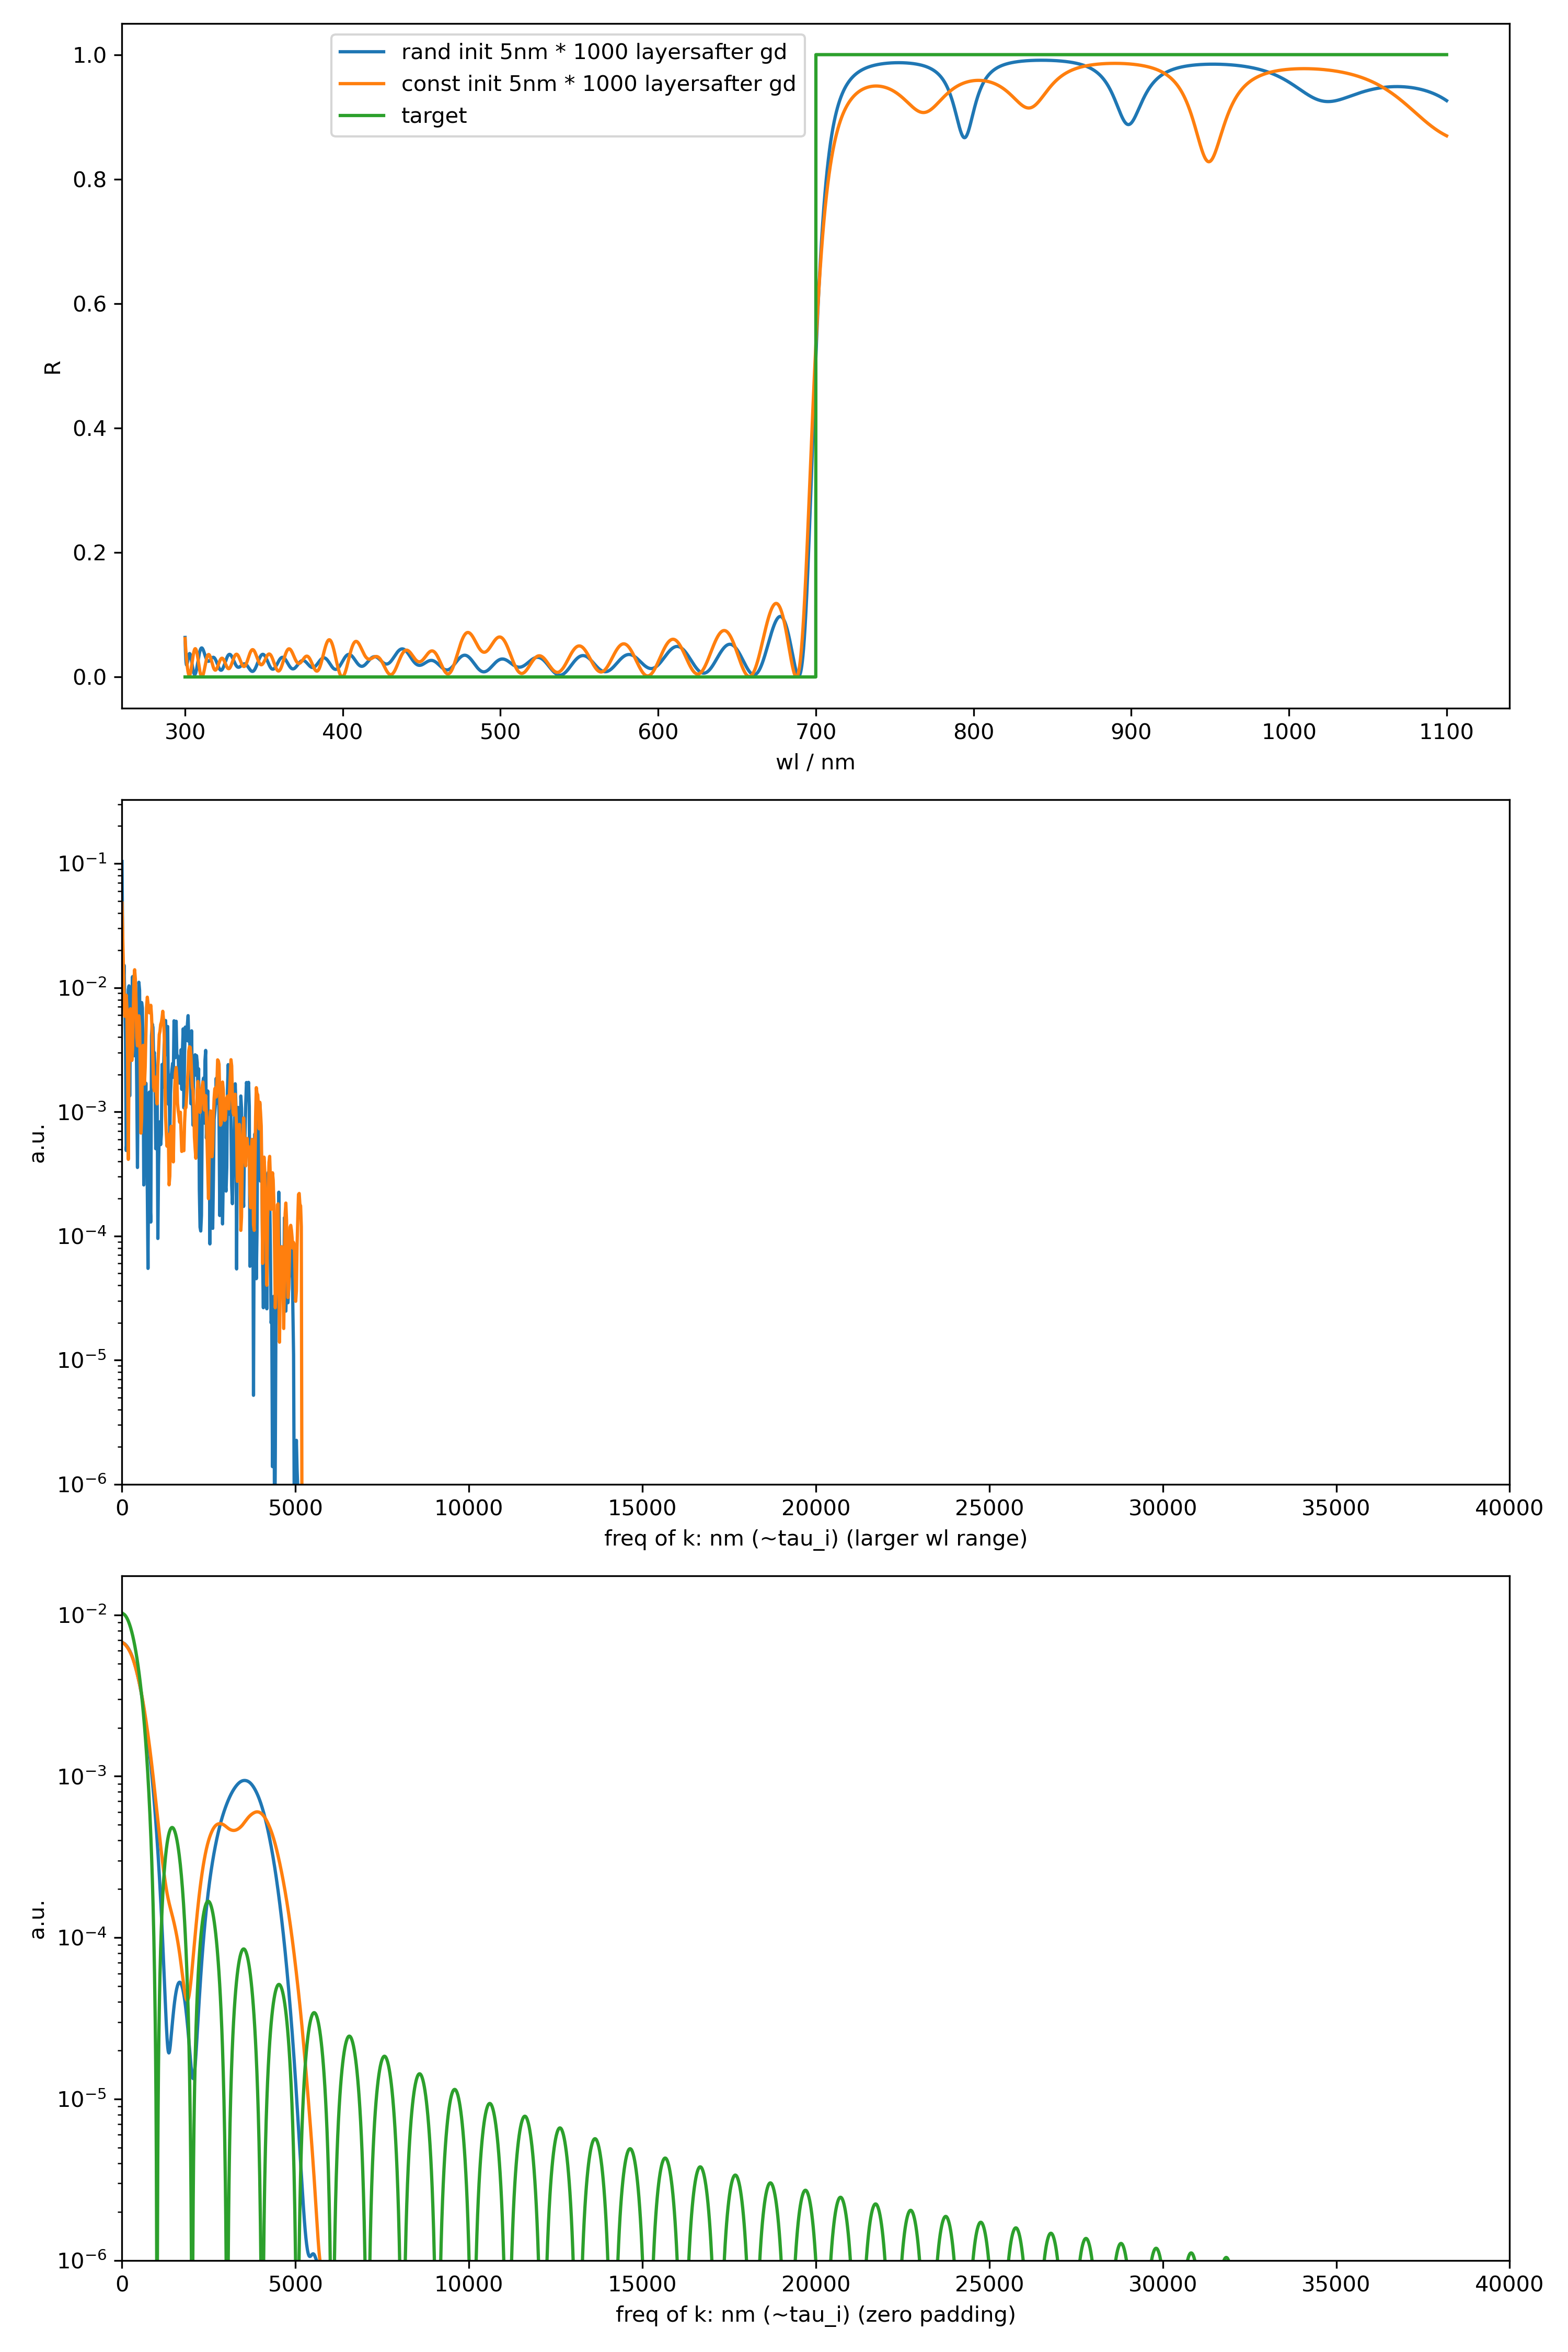 rand init 5nm * 1000 layersafter gd
const init 5nm * 1000 layersafter gd
target
1.0
0.8
0.6
0.4
0.2
0.0
R
300 400 500 600 700 800 900 1000 1100
wl / nm
10−1
10−2
10−3
10−4
10−5
10−6
a.u.
0 5000 10000 15000 20000 25000 30000 35000 40000
freq of k: nm (~tau_i) (larger wl range)
10−2
10−3
10−4
10−5
10−6
a.u.
0 5000 10000 15000 20000 25000 30000 35000 40000
freq of k: nm (~tau_i) (zero padding)